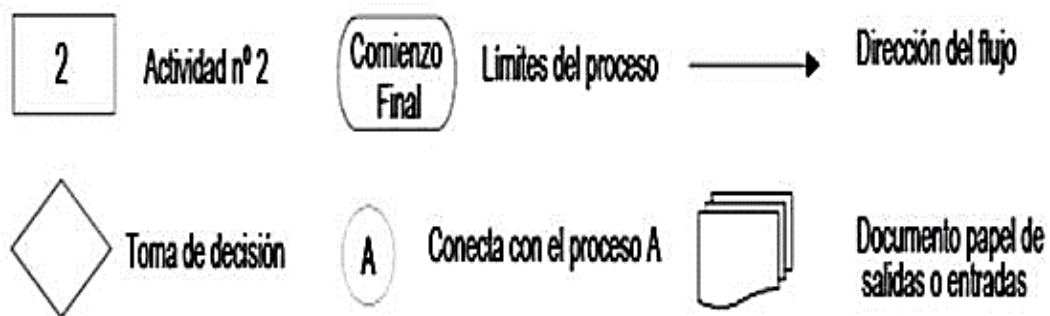 2
Actividad nº 2
Comienzo
Final
Límites del proceso
Dirección del flujo
Toma de decisión
A
Conecta con el proceso A
Documento papel de
salidas o entradas